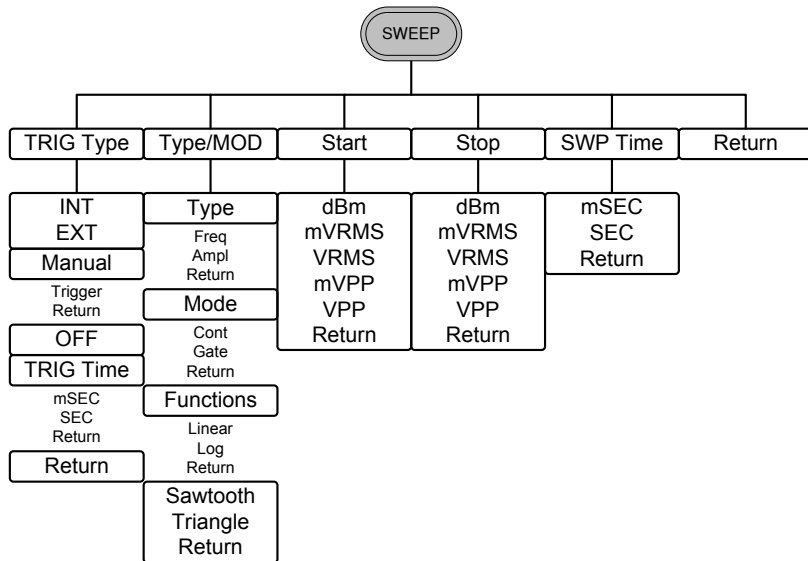 SWEEP
TRIG Type
Type/MOD
Start
Stop
SWP Time
Return
INT
EXT
Manual
Trigger
Return
OFF
TRIG Time
mSEC
SEC
Return
Return
Type
Freq
Ampl
Return
Mode
Cont
Gate
Return
Functions
Linear
Log
Return
Sawtooth
Triangle
Return
dBm
mVRMS
VRMS
mVPP
VPP
Return
dBm
mVRMS
VRMS
mVPP
VPP
Return
mSEC
SEC
Return